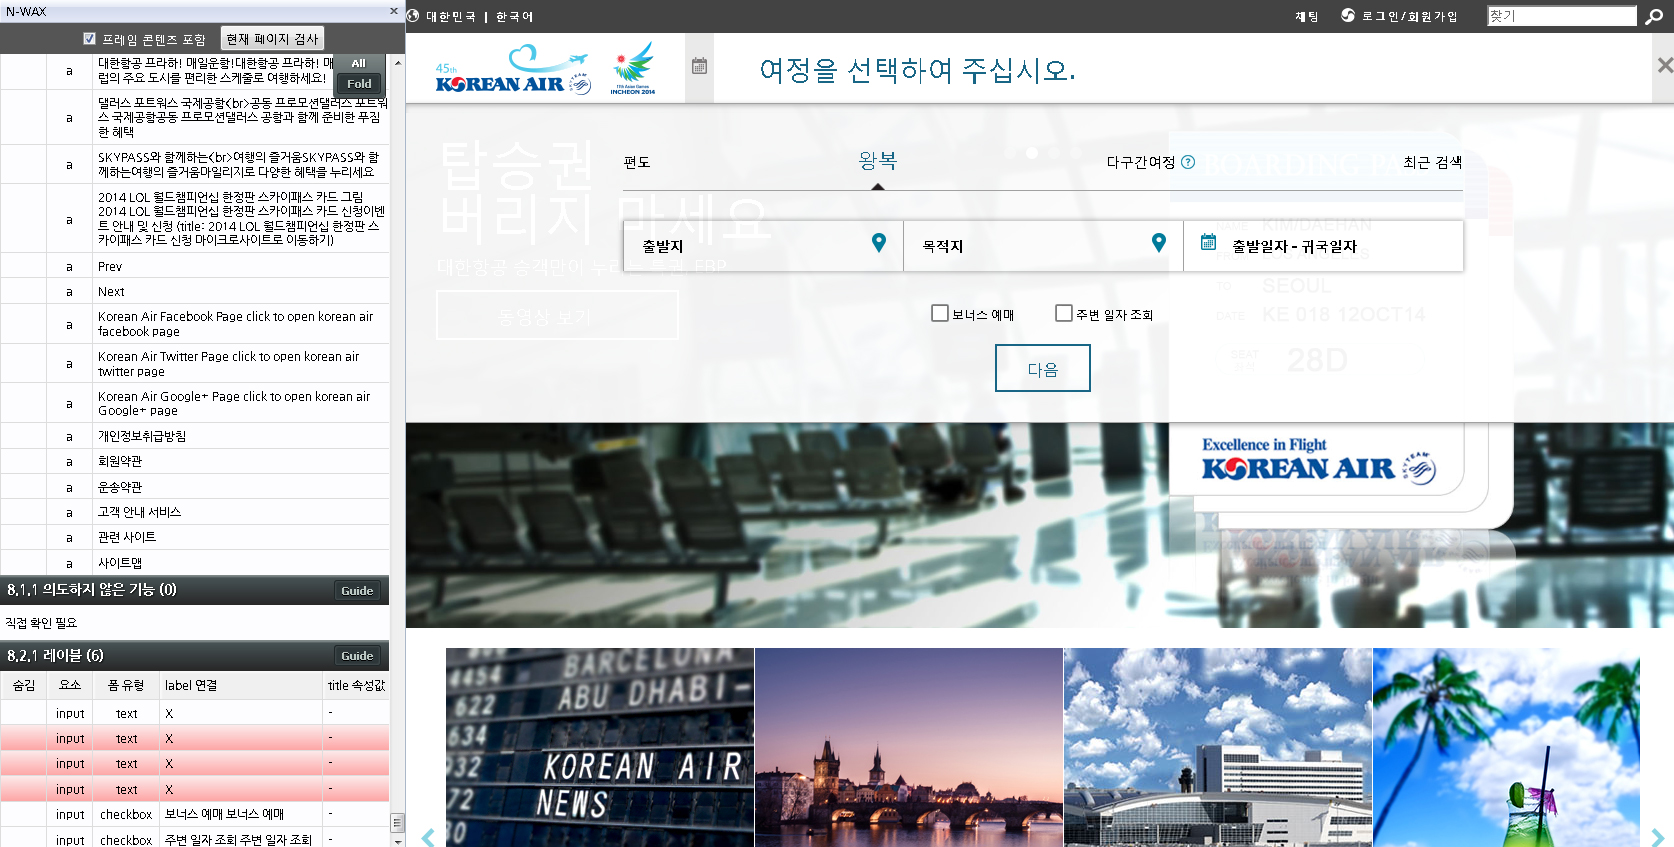 N-WAX
프레임 콘텐츠 포함
현재 페이지 검사
All
Fold
a
대한항공 프라하! 매일운항!대한항공 프라하! 매
럽의 주요 도시를 편리한 스케줄로 여행하세요!
a
댈러스 포트워스 국제공항<br>공동 프로모션댈러스 포트워
스 국제공항공동 프로모션댈러스 공항과 함께 준비한 푸짐
한 혜택
a
SKYPASS와 함께하는<br>여행의 즐거움SKYPASS와 함
께하는여행의 즐거움마일리지로 다양한 혜택을 누리세요
a
2014 LOL 월드챔피언십 한정판 스카이패스 카드 그림
2014 LOL 월드챔피언십 한정판 스카이패스 카드 신청이벤
트 안내 및 신청 (title: 2014 LOL 월드챔피언십 한정판 스
카이패스 카드 신청 마이크로사이트로 이동하기)
a Prev
a Next
a
Korean Air Facebook Page click to open korean air
facebook page
a
Korean Air Twitter Page click to open korean air
twitter page
a
Korean Air Google+ Page click to open korean air
Google+ page
a 개인정보취급방침
a 회원약관
a 운송약관
a 고객 안내 서비스
a 관련 사이트
a 사이트맵
8.1.1 의도하지 않은 기능 (0) Guide
직접 확인 필요
8.2.1 레이블 (6) Guide
숨김 요소 폼 유형 label 연결 title 속성값
input text X -
input text X -
input text X -
input text X -
input checkbox 보너스 예매 보너스 예매 -
input checkbox 주변 일자 조회 주변 일자 조회 -
대한민국 | 한국어
채팅
로그인/회원가입
찾기
45th
KOREAN AIR
SKYTEAM
17th Asian Games
INCHEON 2014
여정을 선택하여 주십시오.
탑승권
버리지 마세요
대한항공 승객만이 누리는 특권, EBP
동영상 보기
편도
왕복
다구간여정 ?
최근 검색
출발지
목적지
출발일자 - 귀국일자
보너스 예매
주변 일자 조회
다음
BOARDING PA
NAME KIM/DAEHAN
LOS ANGELES
TO SEOUL
DATE KE 018 12OCT14
SEAT
28D
Excellence in Flight
KOREAN AIR
SKYTEAM
BARCELONA
4454
ABU DHABI-
622
634
932
KOREAN AIR
72
NEWS
30